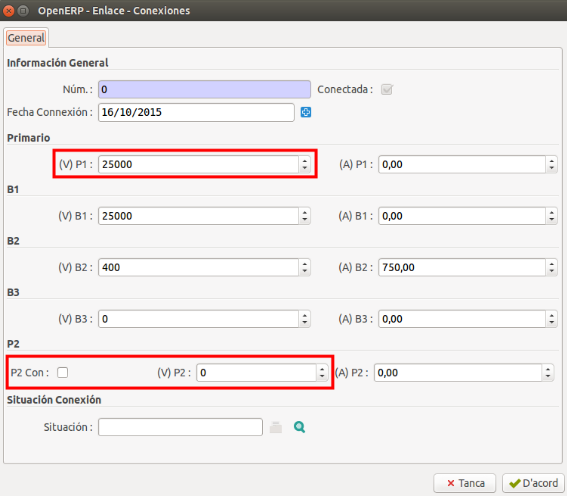 OpenERP - Enlace - Conexiones
General
Información General
Núm. : 0 Conectada :
Fecha Connexión : 16/10/2015
Primario
(V) P1 : 25000 (A) P1 : 0,00
B1
(V) B1 : 25000 (A) B1 : 0,00
B2
(V) B2 : 400 (A) B2 : 750,00
B3
(V) B3 : 0 (A) B3 : 0,00
P2
P2 Con : (V) P2 : 0 (A) P2 : 0,00
Situación Conexión
Situación :
Tanca D'acord